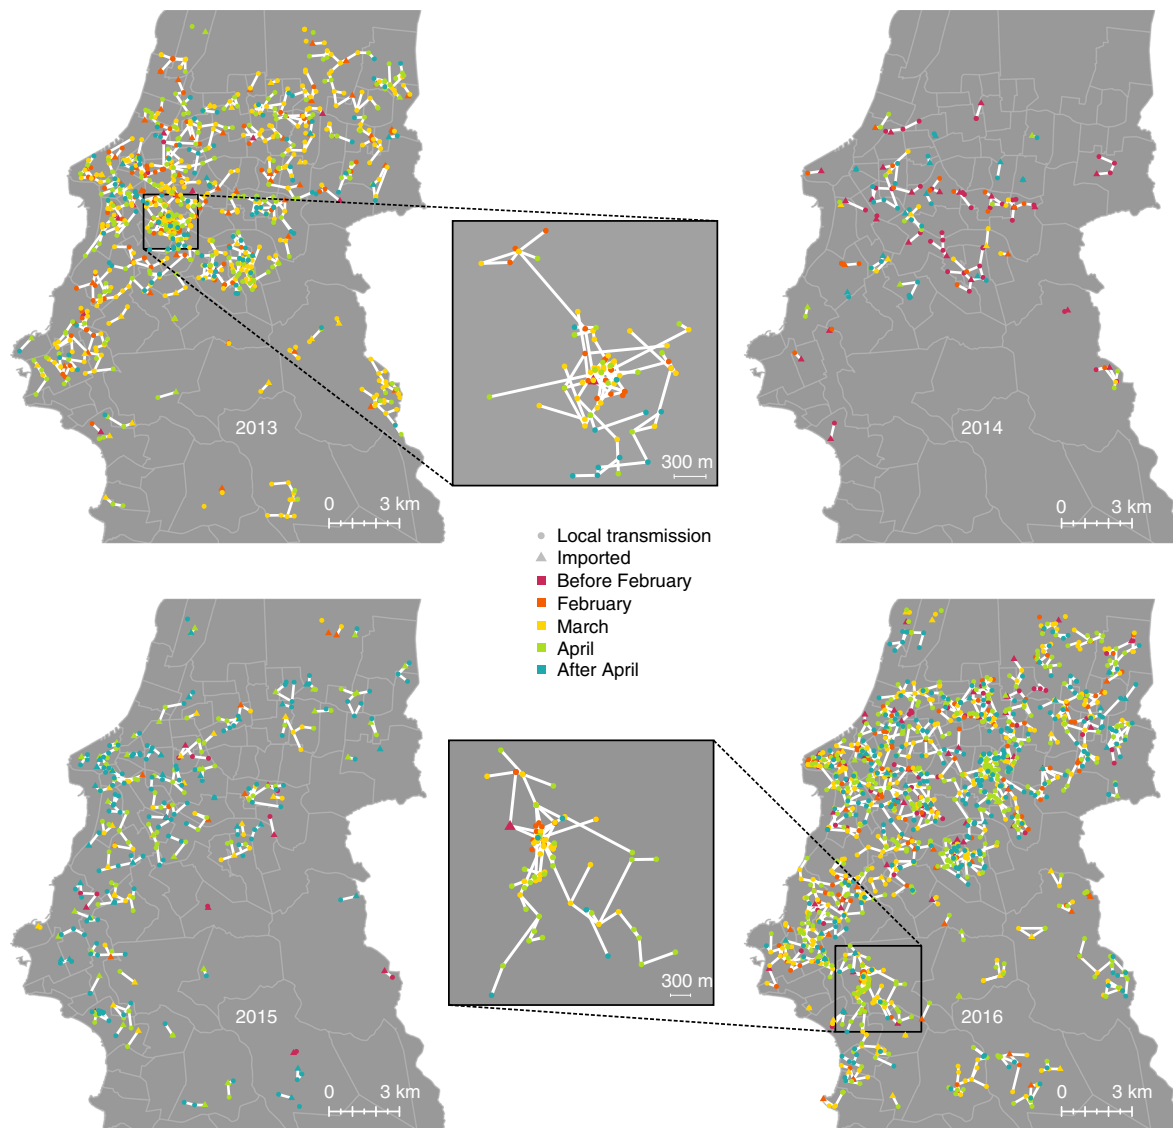 2013
0 3 km
300 m
2014
0 3 km
Local transmission
Imported
Before February
February
March
April
After April
2015
0 3 km
300 m
2016
0 3 km